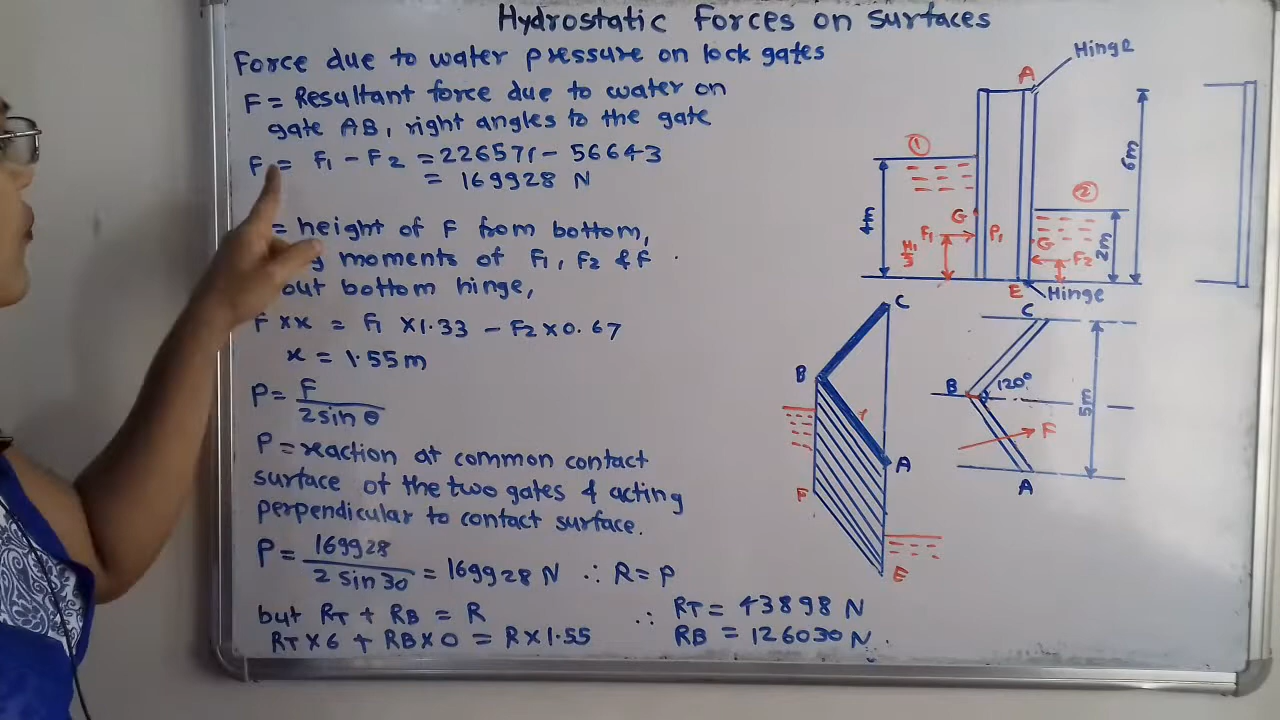 Hydrostatic Forces on surfaces
Force due to water pressure on lock gates
F = Resultant force due to water on
gate AB, right angles to the gate
F = F1 - F2 = 226571 - 56643
= 169928 N
= height of F from bottom,
moments of F1, F2 & F.
out bottom hinge,
F × x = F1 × 1.33 - F2 × 0.67
x = 1.55m
P = F / 2 sin θ
P = reaction at common contact
surface of the two gates & acting
perpendicular to contact surface.
P = 169928 / 2 sin 30 = 169928 N ∴ R = P
but RT + RB = R
RT × 6 + RB × 0 = R × 1.55
∴ RT = 43898 N
RB = 126030 N.
Hinge
A
①
②
6m
4m
G
F1
P1
H1/3
G
F2
2m
E
Hinge
C
B
A
F
E
C
B
120°
5m
F
A